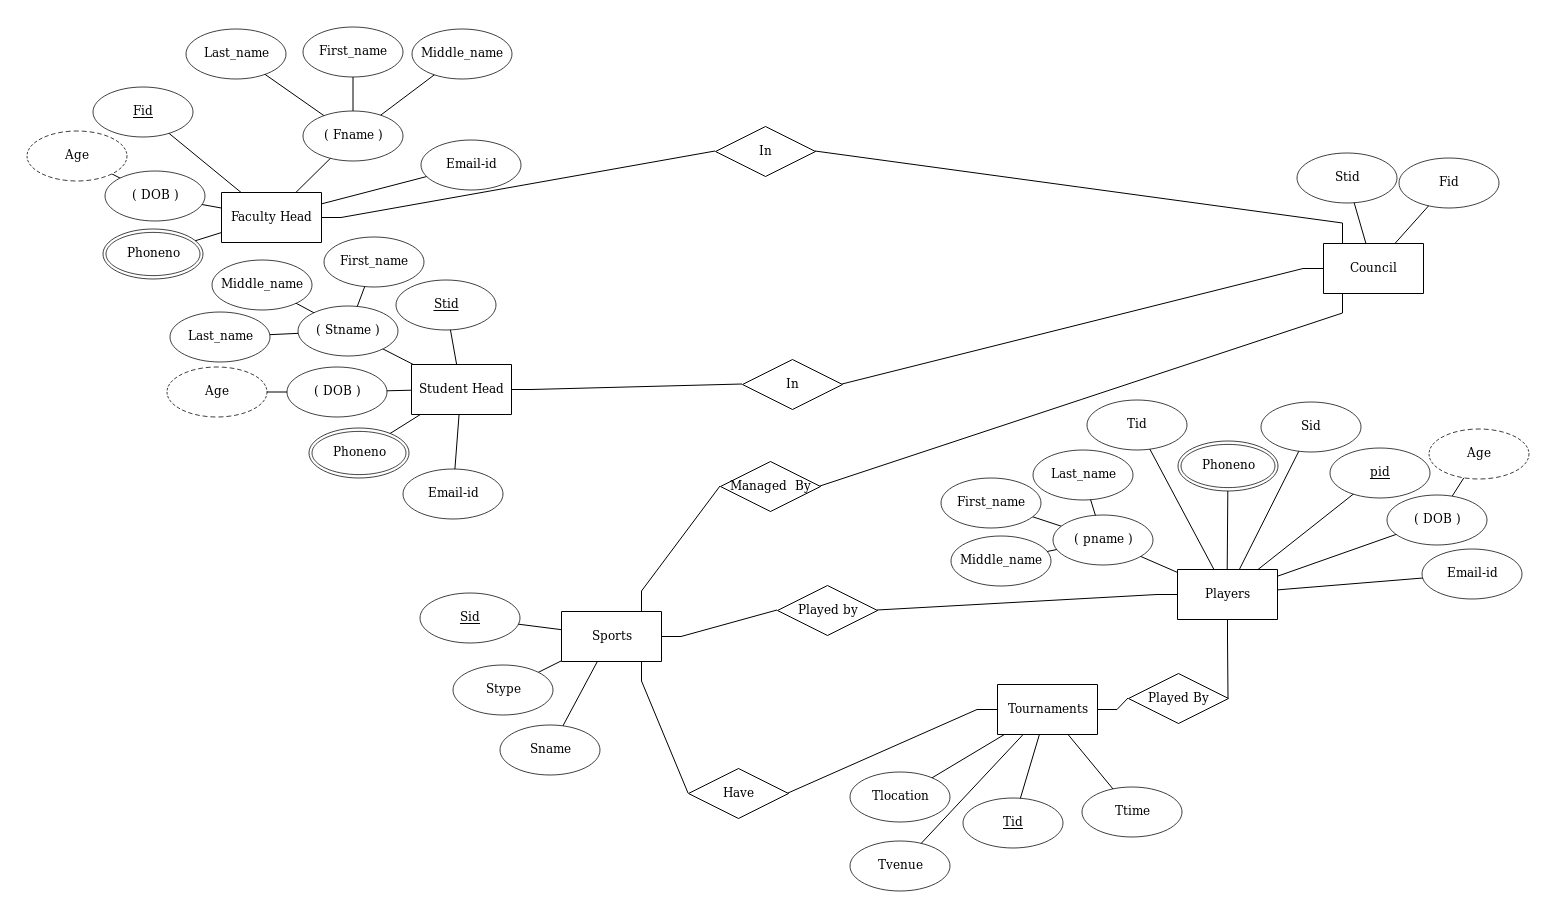 Last_name
First_name
Middle_name
Fid
( Fname )
Age
Email-id
( DOB )
Faculty Head
Phoneno
In
Stid
Fid
Council
First_name
Middle_name
Stid
( Stname )
Last_name
Age
( DOB )
Student Head
In
Phoneno
Email-id
Managed  By
Tid
Sid
Phoneno
Last_name
pid
Age
First_name
( DOB )
( pname )
Middle_name
Email-id
Players
Played by
Sid
Sports
Stype
Sname
Tournaments
Played By
Have
Tlocation
Tid
Ttime
Tvenue